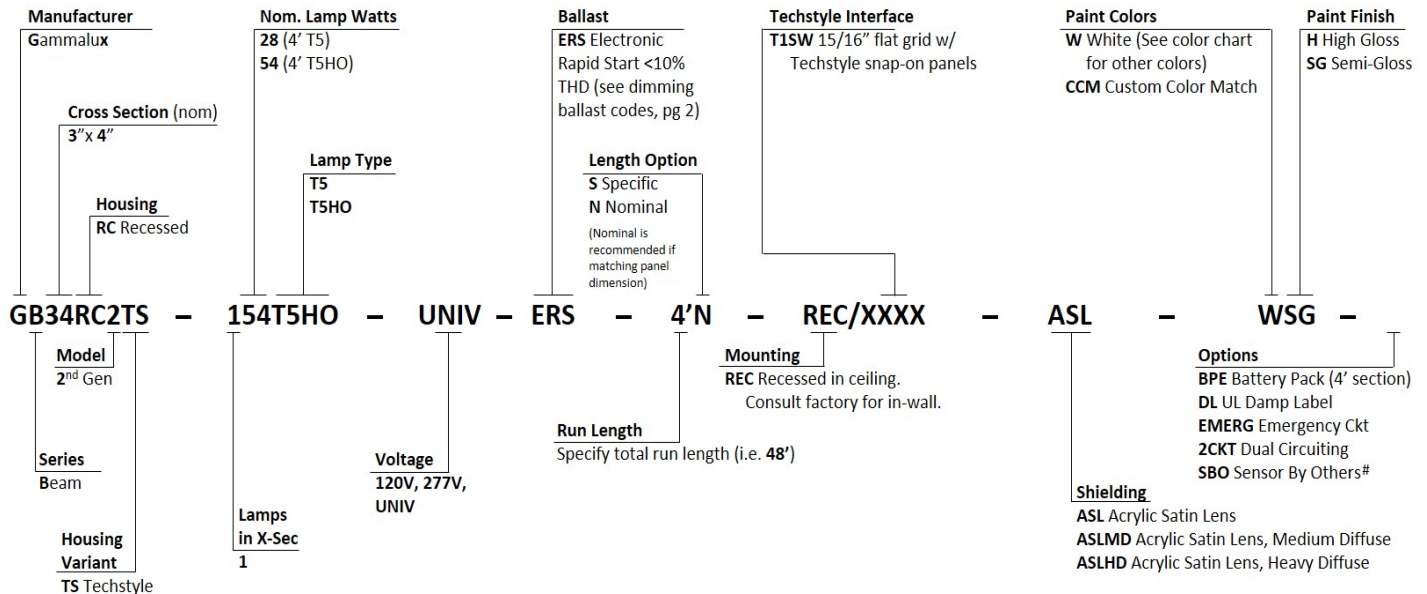 Manufacturer
Gammalux
Nom. Lamp Watts
28 (4’ T5)
54 (4’ T5HO)
Ballast
ERS Electronic
Rapid Start <10%
THD (see dimming
ballast codes, pg 2)
Techstyle Interface
T1SW 15/16” flat grid w/
Techstyle snap-on panels
Paint Colors
W White (See color chart
for other colors)
CCM Custom Color Match
Paint Finish
H High Gloss
SG Semi-Gloss
Cross Section (nom)
3”x 4”
Lamp Type
T5
T5HO
Length Option
S Specific
N Nominal
(Nominal is
recommended if
matching panel
dimension)
Housing
RC Recessed
GB34RC2TS – 154T5HO – UNIV – ERS – 4’N – REC/XXXX – ASL – WSG –
Model
2nd Gen
Mounting
REC Recessed in ceiling.
Consult factory for in-wall.
Options
BPE Battery Pack (4’ section)
DL UL Damp Label
EMERG Emergency Ckt
2CKT Dual Circuiting
SBO Sensor By Others#
Run Length
Specify total run length (i.e. 48’)
Series
Beam
Voltage
120V, 277V,
UNIV
Shielding
ASL Acrylic Satin Lens
ASLMD Acrylic Satin Lens, Medium Diffuse
ASLHD Acrylic Satin Lens, Heavy Diffuse
Lamps
in X-Sec
1
Housing
Variant
TS Techstyle